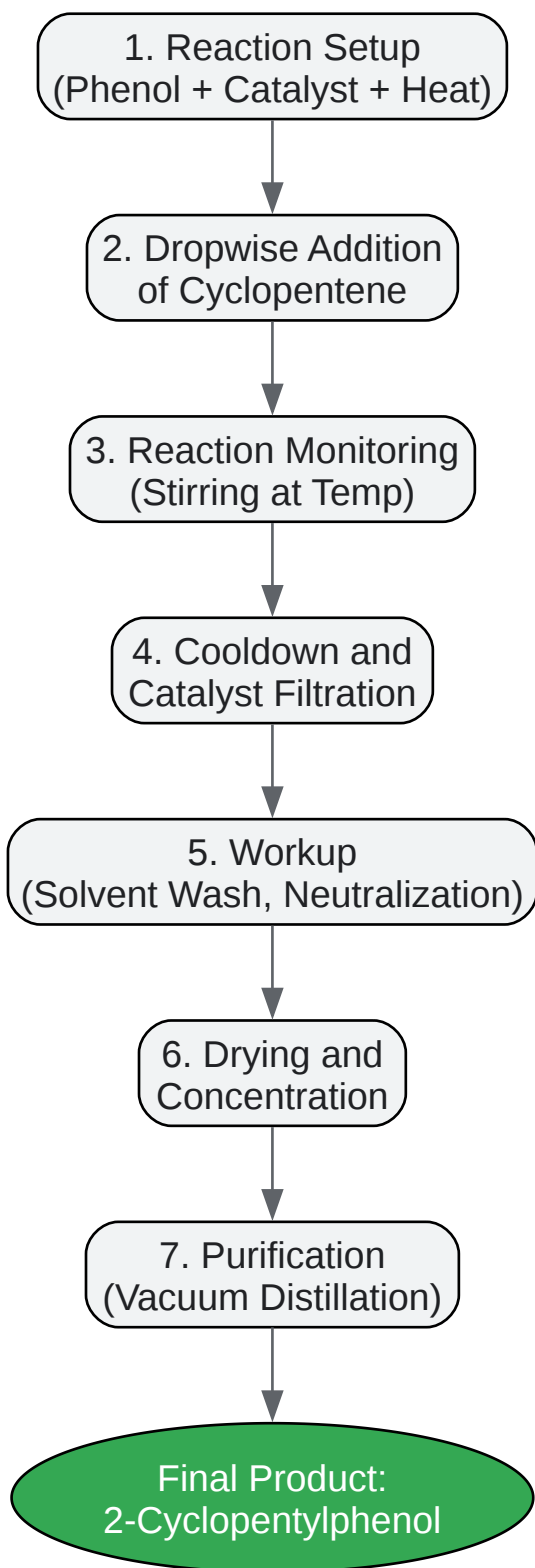 1. Reaction Setup
(Phenol + Catalyst + Heat)
2. Dropwise Addition
of Cyclopentene
3. Reaction Monitoring
(Stirring at Temp)
4. Cooldown and
Catalyst Filtration
5. Workup
(Solvent Wash, Neutralization)
6. Drying and
Concentration
7. Purification
(Vacuum Distillation)
Final Product:
2-Cyclopentylphenol